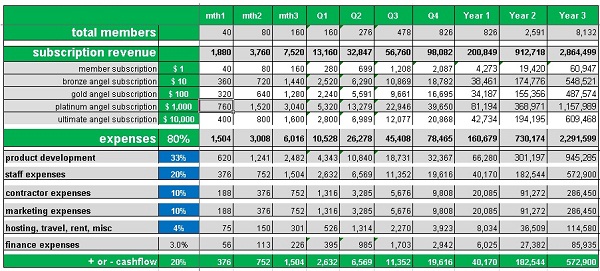 mth1 mth2 mth3 Q1 Q2 Q3 Q4 Year 1 Year 2 Year 3
total members 40 80 160 160 276 478 826 826 2,591 8,132
subscription revenue 1,880 3,760 7,520 13,160 32,847 56,760 98,082 200,849 912,718 2,864,499
member subscription $ 1 40 80 160 280 699 1,208 2,087 4,273 19,420 60,947
bronze angel subscription $ 10 360 720 1,440 2,520 6,290 10,869 18,782 38,461 174,776 548,521
gold angel subscription $ 100 320 640 1,280 2,240 5,591 9,661 16,695 34,187 155,356 487,574
platinum angel subscription $ 1,000 760 1,520 3,040 5,320 13,279 22,946 39,650 81,194 368,971 1,157,989
ultimate angel subscription $ 10,000 400 800 1,600 2,800 6,989 12,077 20,868 42,734 194,195 609,468
expenses 80% 1,504 3,008 6,016 10,528 26,278 45,408 78,465 160,679 730,174 2,291,599
product development 33% 620 1,241 2,482 4,343 10,840 18,731 32,367 66,280 301,197 945,285
staff expenses 20% 376 752 1,504 2,632 6,569 11,352 19,616 40,170 182,544 572,900
contractor expenses 10% 188 376 752 1,316 3,285 5,676 9,808 20,085 91,272 286,450
marketing expenses 10% 188 376 752 1,316 3,285 5,676 9,808 20,085 91,272 286,450
hosting, travel, rent, misc 4% 75 150 301 526 1,314 2,270 3,923 8,034 36,509 114,580
finance expenses 3.0% 56 113 226 395 985 1,703 2,942 6,025 27,382 85,935
+ or - cashflow 20% 376 752 1,504 2,632 6,569 11,352 19,616 40,170 182,544 572,900